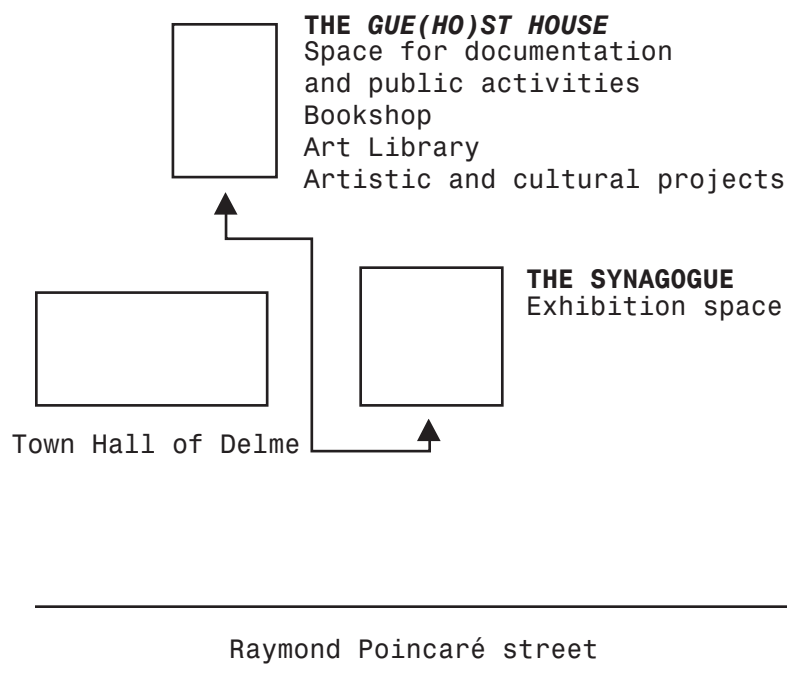 THE GUE(HO)ST HOUSE
Space for documentation
and public activities
Bookshop
Art Library
Artistic and cultural projects
THE SYNAGOGUE
Exhibition space
Town Hall of Delme
Raymond Poincaré street